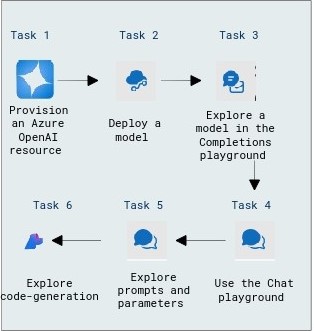 Task 1
Task 2
Task 3
Provision
an Azure
OpenAI
resource
Deploy a
model
Explore a
model in the
Completions
playground
Task 6
Task 5
Task 4
Explore
code-generation
Explore
prompts and
parameters
Use the Chat
playground